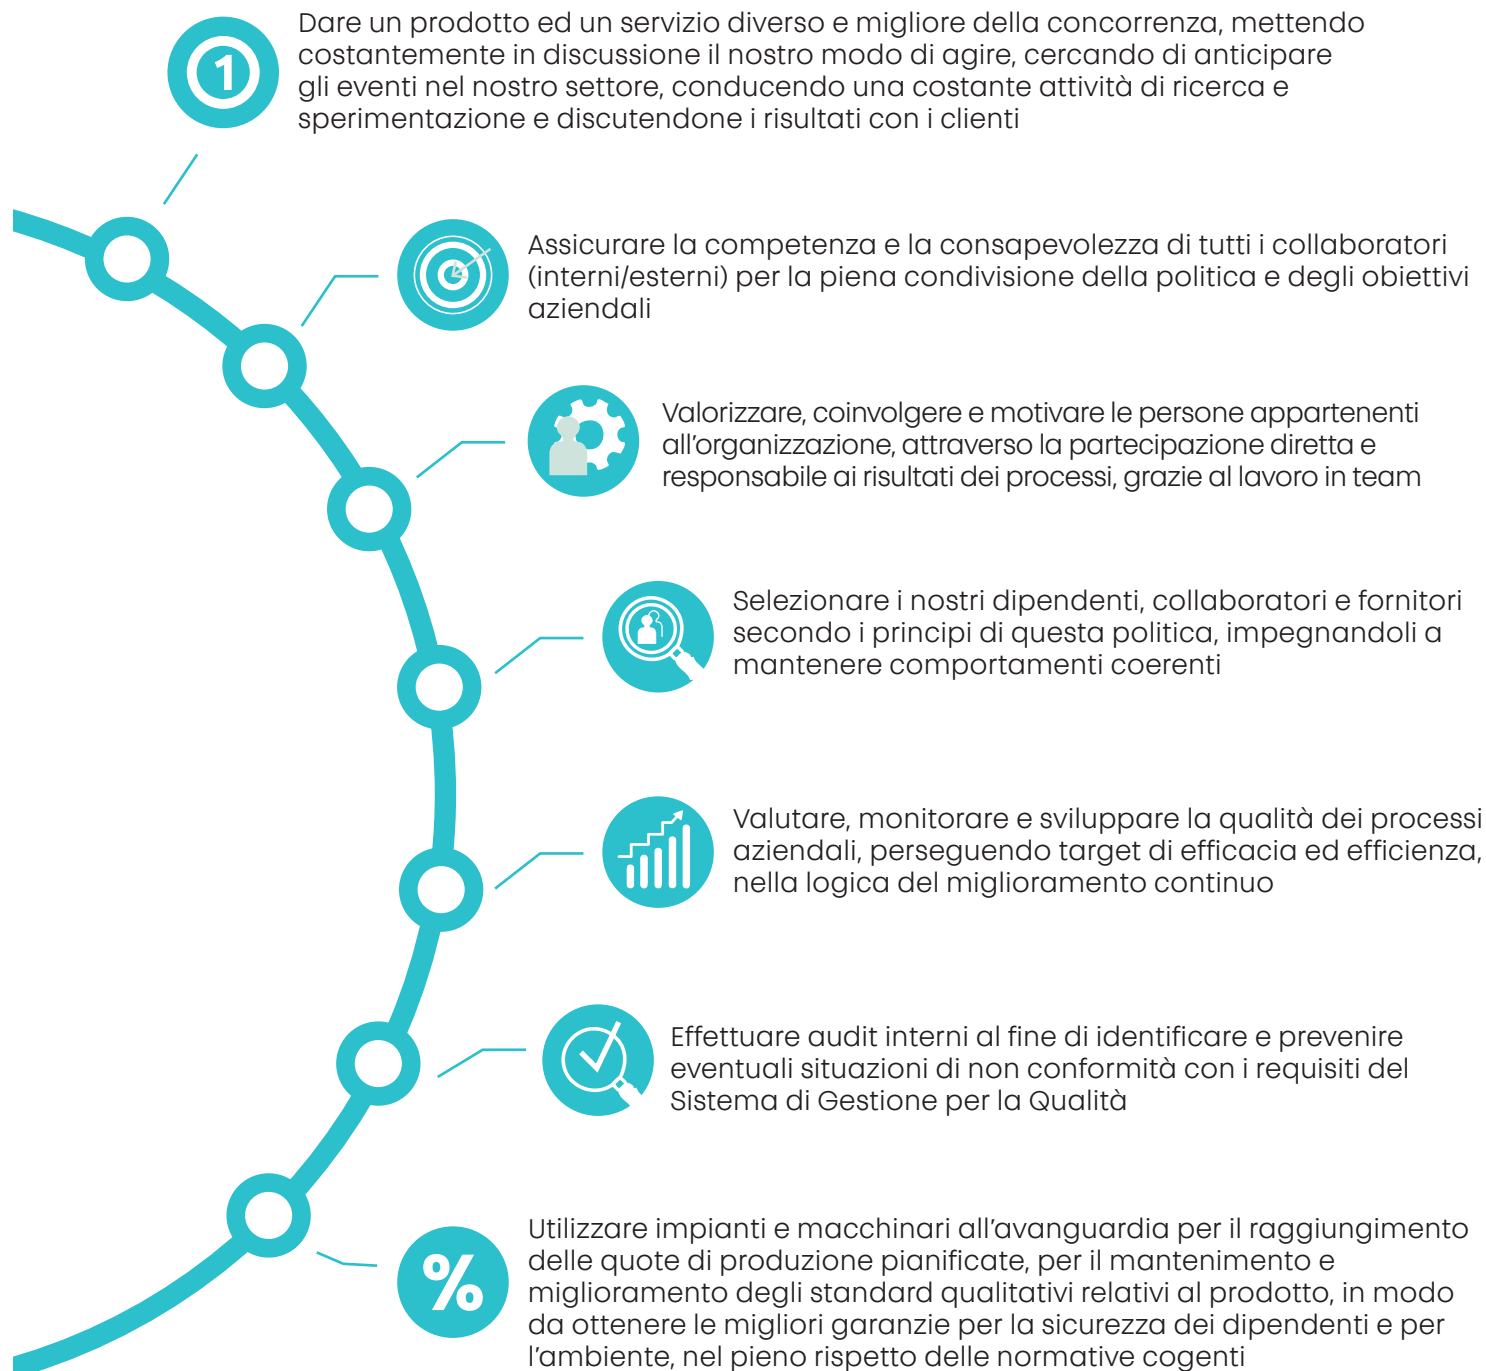 1
Dare un prodotto ed un servizio diverso e migliore della concorrenza, mettendo
costantemente in discussione il nostro modo di agire, cercando di anticipare
gli eventi nel nostro settore, conducendo una costante attività di ricerca e
sperimentazione e discutendone i risultati con i clienti
Assicurare la competenza e la consapevolezza di tutti i collaboratori
(interni/esterni) per la piena condivisione della politica e degli obiettivi
aziendali
Valorizzare, coinvolgere e motivare le persone appartenenti
all'organizzazione, attraverso la partecipazione diretta e
responsabile ai risultati dei processi, grazie al lavoro in team
Selezionare i nostri dipendenti, collaboratori e fornitori
secondo i principi di questa politica, impegnandoli a
mantenere comportamenti coerenti
Valutare, monitorare e sviluppare la qualità dei processi
aziendali, perseguendo target di efficacia ed efficienza,
nella logica del miglioramento continuo
Effettuare audit interni al fine di identificare e prevenire
eventuali situazioni di non conformità con i requisiti del
Sistema di Gestione per la Qualità
%
Utilizzare impianti e macchinari all'avanguardia per il raggiungimento
delle quote di produzione pianificate, per il mantenimento e
miglioramento degli standard qualitativi relativi al prodotto, in modo
da ottenere le migliori garanzie per la sicurezza dei dipendenti e per
l'ambiente, nel pieno rispetto delle normative cogenti